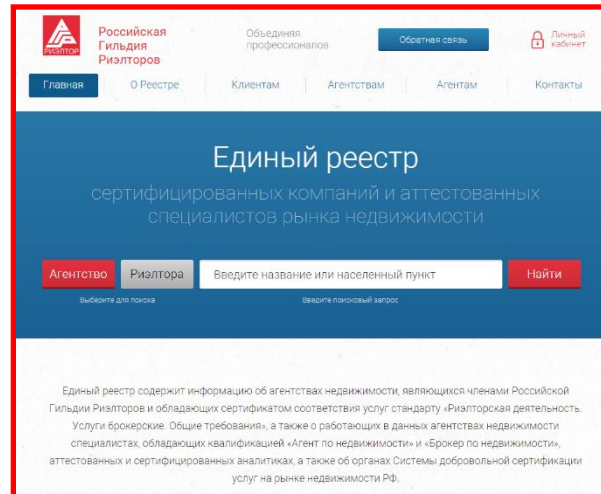 РИЭЛТОР
Российская
Гильдия
Риэлторов
Объединяя
профессионалов
Обратная связь
Личный
кабинет
Главная
О Реестре
Клиентам
Агентствам
Агентам
Контакты
Единый реестр
сертифицированных компаний и аттестованных
специалистов рынка недвижимости
Агентство
Риэлтора
Введите название или населенный пункт
Найти
Выберите для поиска
Введите поисковый запрос
Единый реестр содержит информацию об агентствах недвижимости, являющихся членами Российской
Гильдии Риэлторов и обладающих сертификатом соответствия услуг стандарту «Риэлторская деятельность.
Услуги брокерские. Общие требования», а также о работающих в данных агентствах недвижимости
специалистах, обладающих квалификацией «Агент по недвижимости» и «Брокер по недвижимости»,
аттестованных и сертифицированных аналитиках, а также об органах Системы добровольной сертификации
услуг на рынке недвижимости РФ.